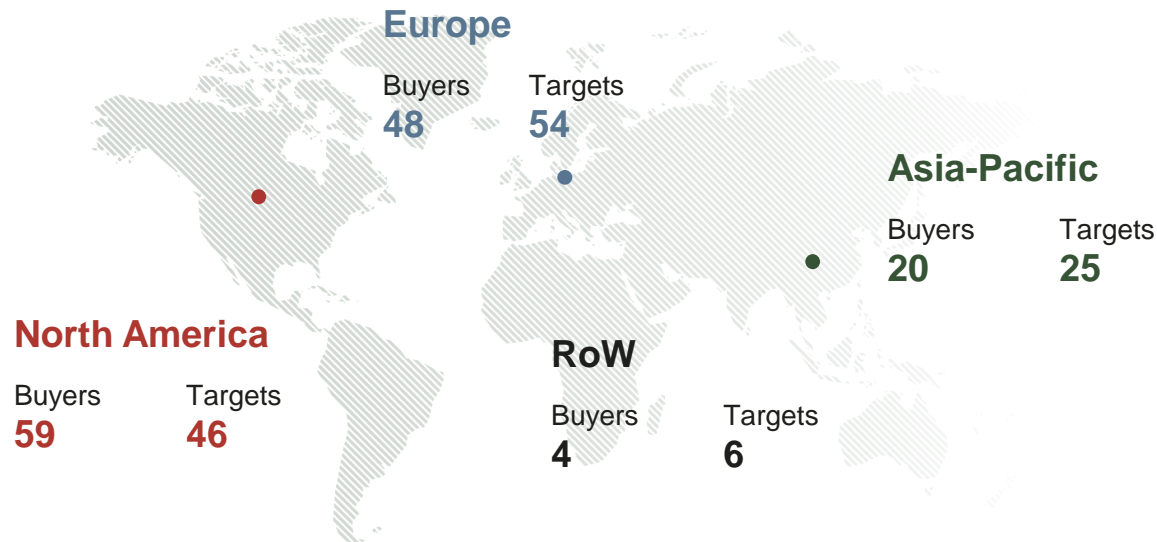 Europe
Buyers Targets
48 54
Asia-Pacific
Buyers Targets
20 25
North America
Buyers Targets
59 46
RoW
Buyers Targets
4 6